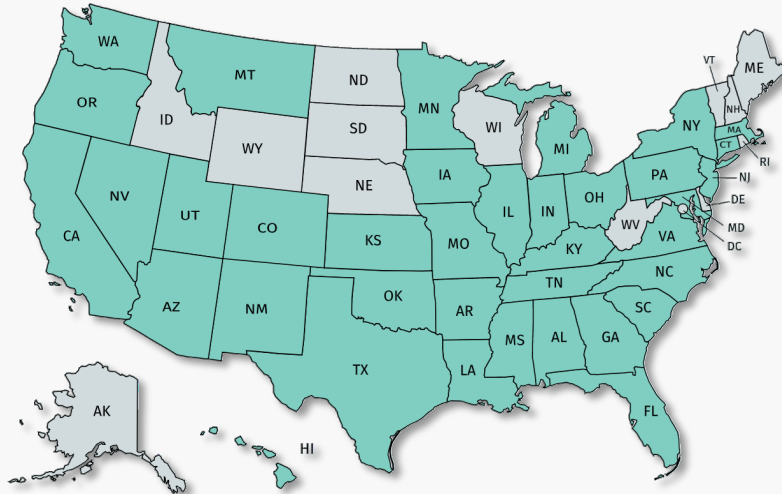 WA
MT
ND
MN
VT
ME
OR
ID
SD
WI
NH
NY
MA
WY
MI
CT
RI
NV
NE
IA
PA
NJ
UT
IL
IN
OH
DE
CA
CO
KS
MO
WV
VA
MD
DC
KY
AZ
NM
OK
AR
TN
NC
SC
MS
AL
GA
TX
LA
AK
FL
HI